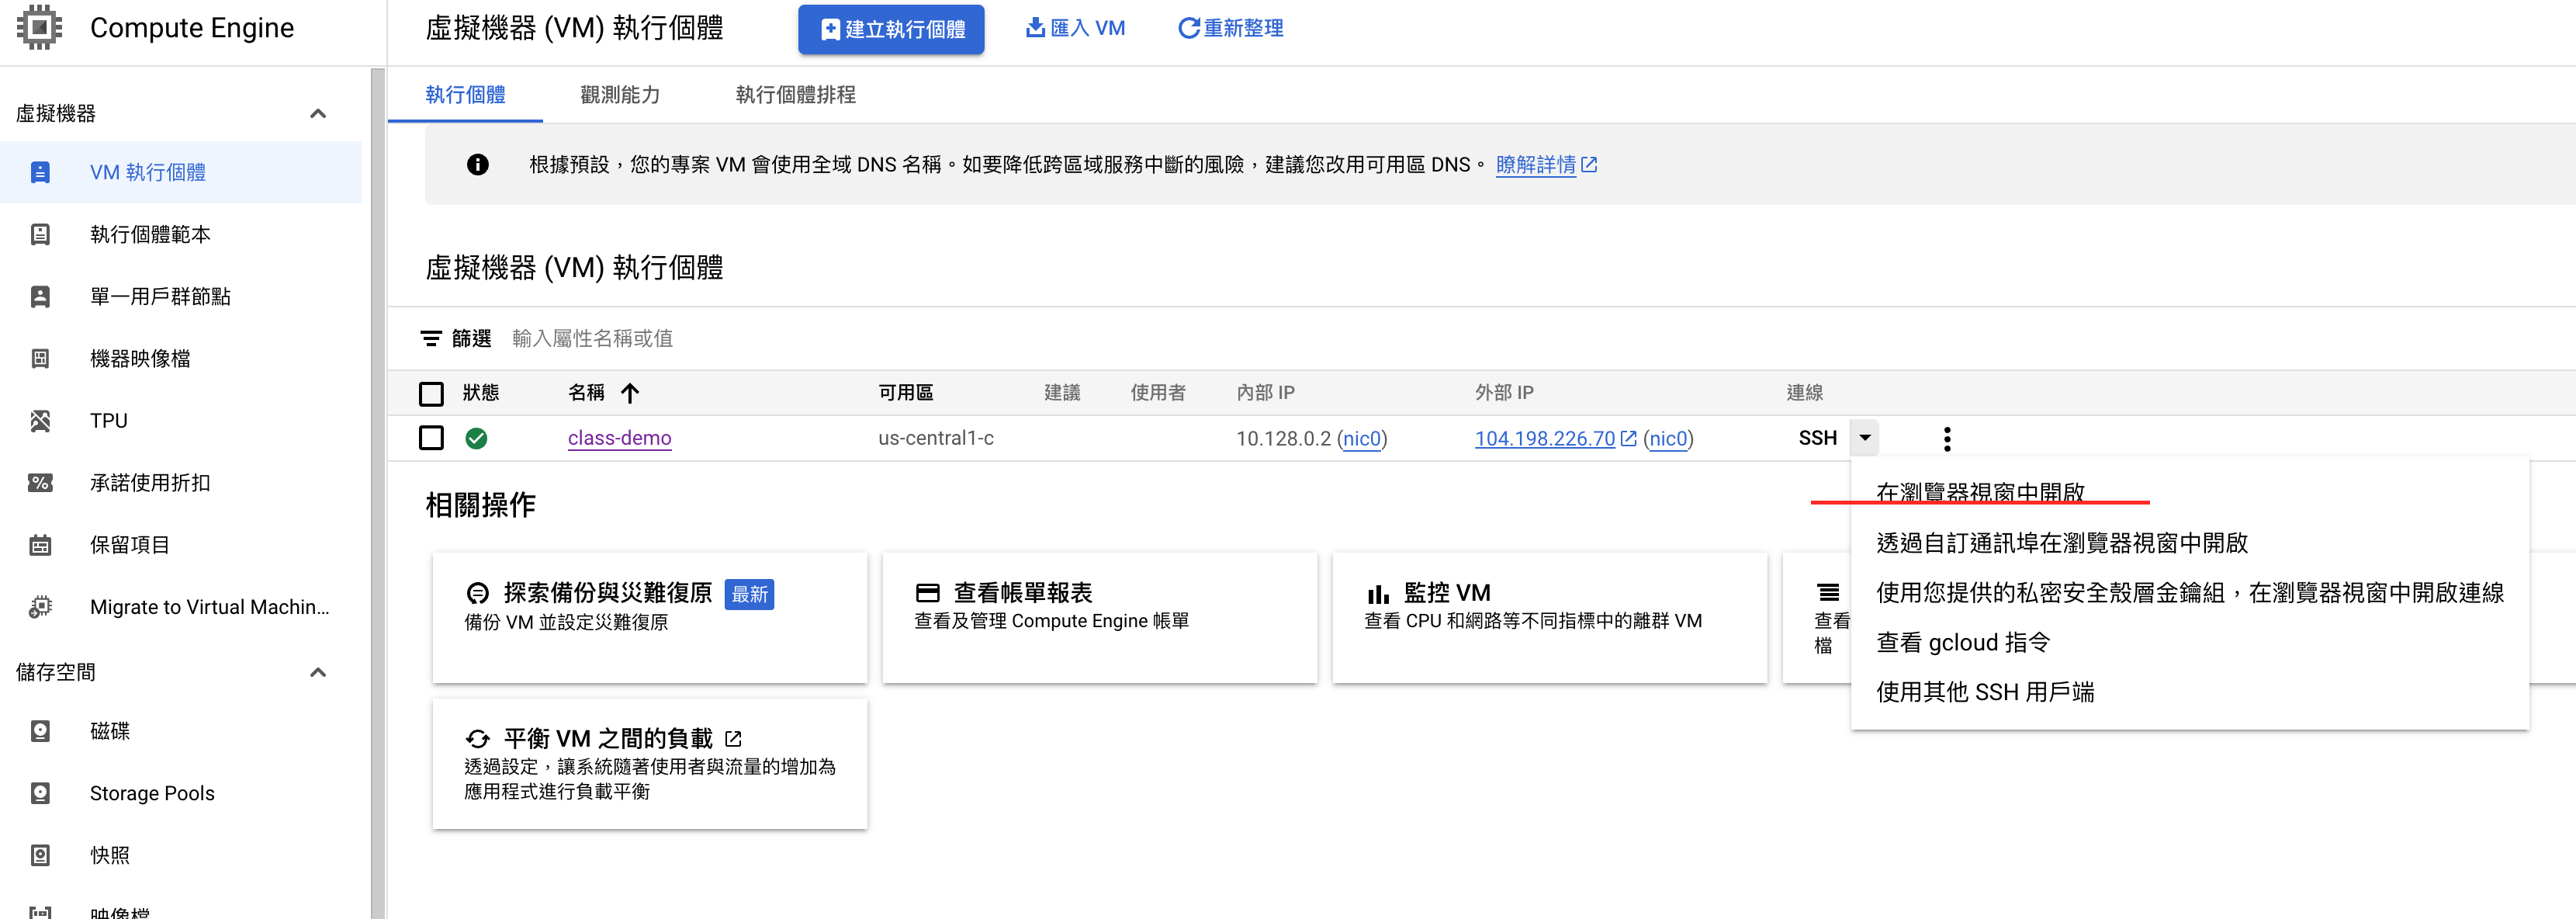 Compute Engine
虛擬機器 (VM) 執行個體
建立執行個體
匯入 VM
重新整理
虛擬機器
VM 執行個體
執行個體範本
單一用戶群節點
機器映像檔
TPU
承諾使用折扣
保留項目
Migrate to Virtual Machin...
儲存空間
磁碟
Storage Pools
快照
映像檔
執行個體
觀測能力
執行個體排程
根據預設，您的專案 VM 會使用全域 DNS 名稱。如要降低跨區域服務中斷的風險，建議您改用可用區 DNS。 瞭解詳情
虛擬機器 (VM) 執行個體
篩選 輸入屬性名稱或值
狀態 名稱 可用區 建議 使用者 內部 IP 外部 IP 連線
class-demo us-central1-c 10.128.0.2 (nic0) 104.198.226.70 (nic0) SSH
在瀏覽器視窗中開啟
透過自訂通訊埠在瀏覽器視窗中開啟
使用您提供的私密安全殼層金鑰組，在瀏覽器視窗中開啟連線
查看 gcloud 指令
使用其他 SSH 用戶端
相關操作
探索備份與災難復原 最新
備份 VM 並設定災難復原
查看帳單報表
查看及管理 Compute Engine 帳單
監控 VM
查看 CPU 和網路等不同指標中的離群 VM
查看
檔
平衡 VM 之間的負載
透過設定，讓系統隨著使用者與流量的增加為
應用程式進行負載平衡